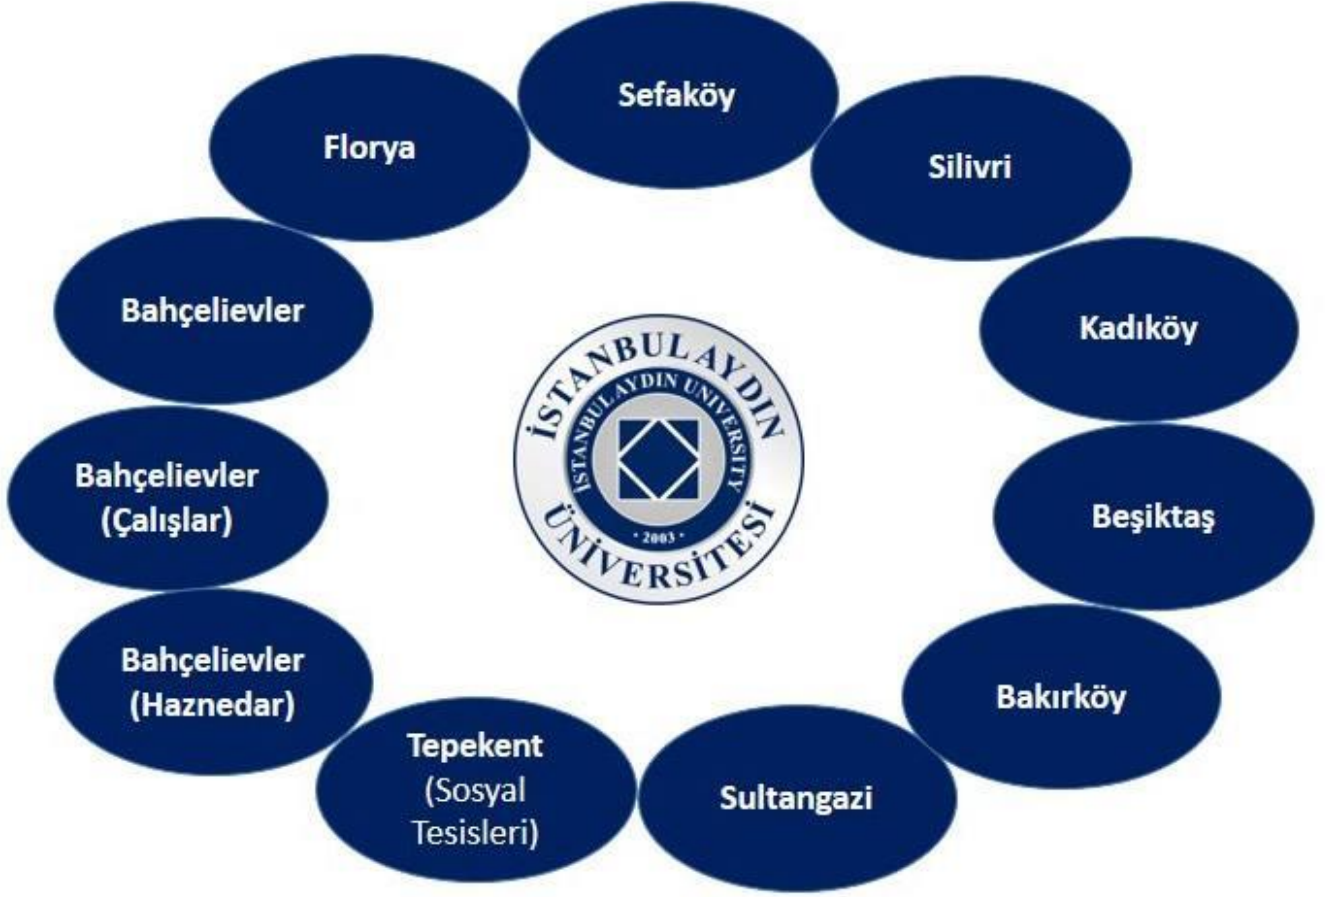 Sefaköy
Florya
Silivri
Bahçelievler
Kadıköy
İSTANBUL AYDIN
ÜNİVERSİTESİ
İSTANBUL AYDIN UNIVERSITY
· 2003 ·
Bahçelievler
(Çalışlar)
Beşiktaş
Bahçelievler
(Haznedar)
Bakırköy
Tepekent
(Sosyal
Tesisleri)
Sultangazi